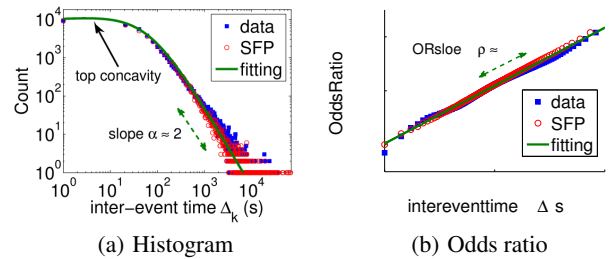 10^5
10^4
10^3
10^2
10^1
10^0
Count
data
SFP
fitting
top concavity
slope α ≈ 2
10^0
10^2
10^3
10^4
inter-event time Δ_k (s)
(a) Histogram
OddsRatio
ORsloe ρ ≈
data
SFP
fitting
intereventtime Δ s
(b) Odds ratio